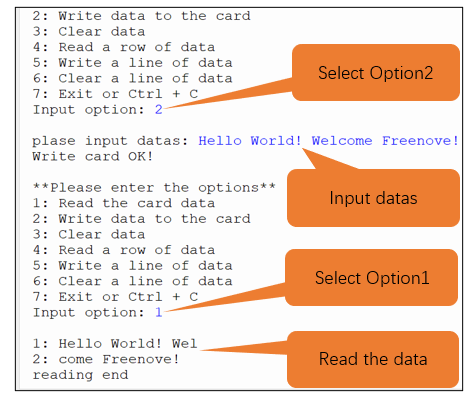 2: Write data to the card
3: Clear data
4: Read a row of data
5: Write a line of data
6: Clear a line of data
7: Exit or Ctrl + C
Input option: 2
Select Option2
plase input datas: Hello World! Welcome Freenove!
Write card OK!
Input datas
**Please enter the options**
1: Read the card data
2: Write data to the card
3: Clear data
4: Read a row of data
5: Write a line of data
6: Clear a line of data
7: Exit or Ctrl + C
Input option: 1
Select Option1
1: Hello World! Wel
2: come Freenove!
reading end
Read the data